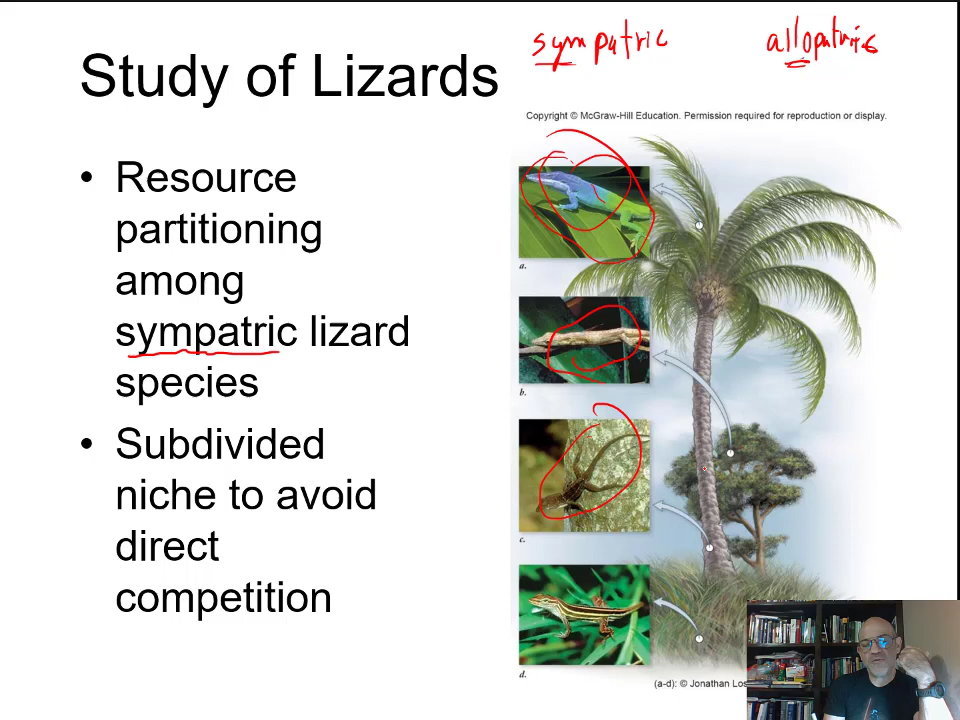 sympatric allopatric
Study of Lizards
Copyright © McGraw-Hill Education. Permission required for reproduction or display.
• Resource
partitioning
among
sympatric lizard
species
• Subdivided
niche to avoid
direct
competition
a.
b.
c.
d.
(a-d): © Jonathan